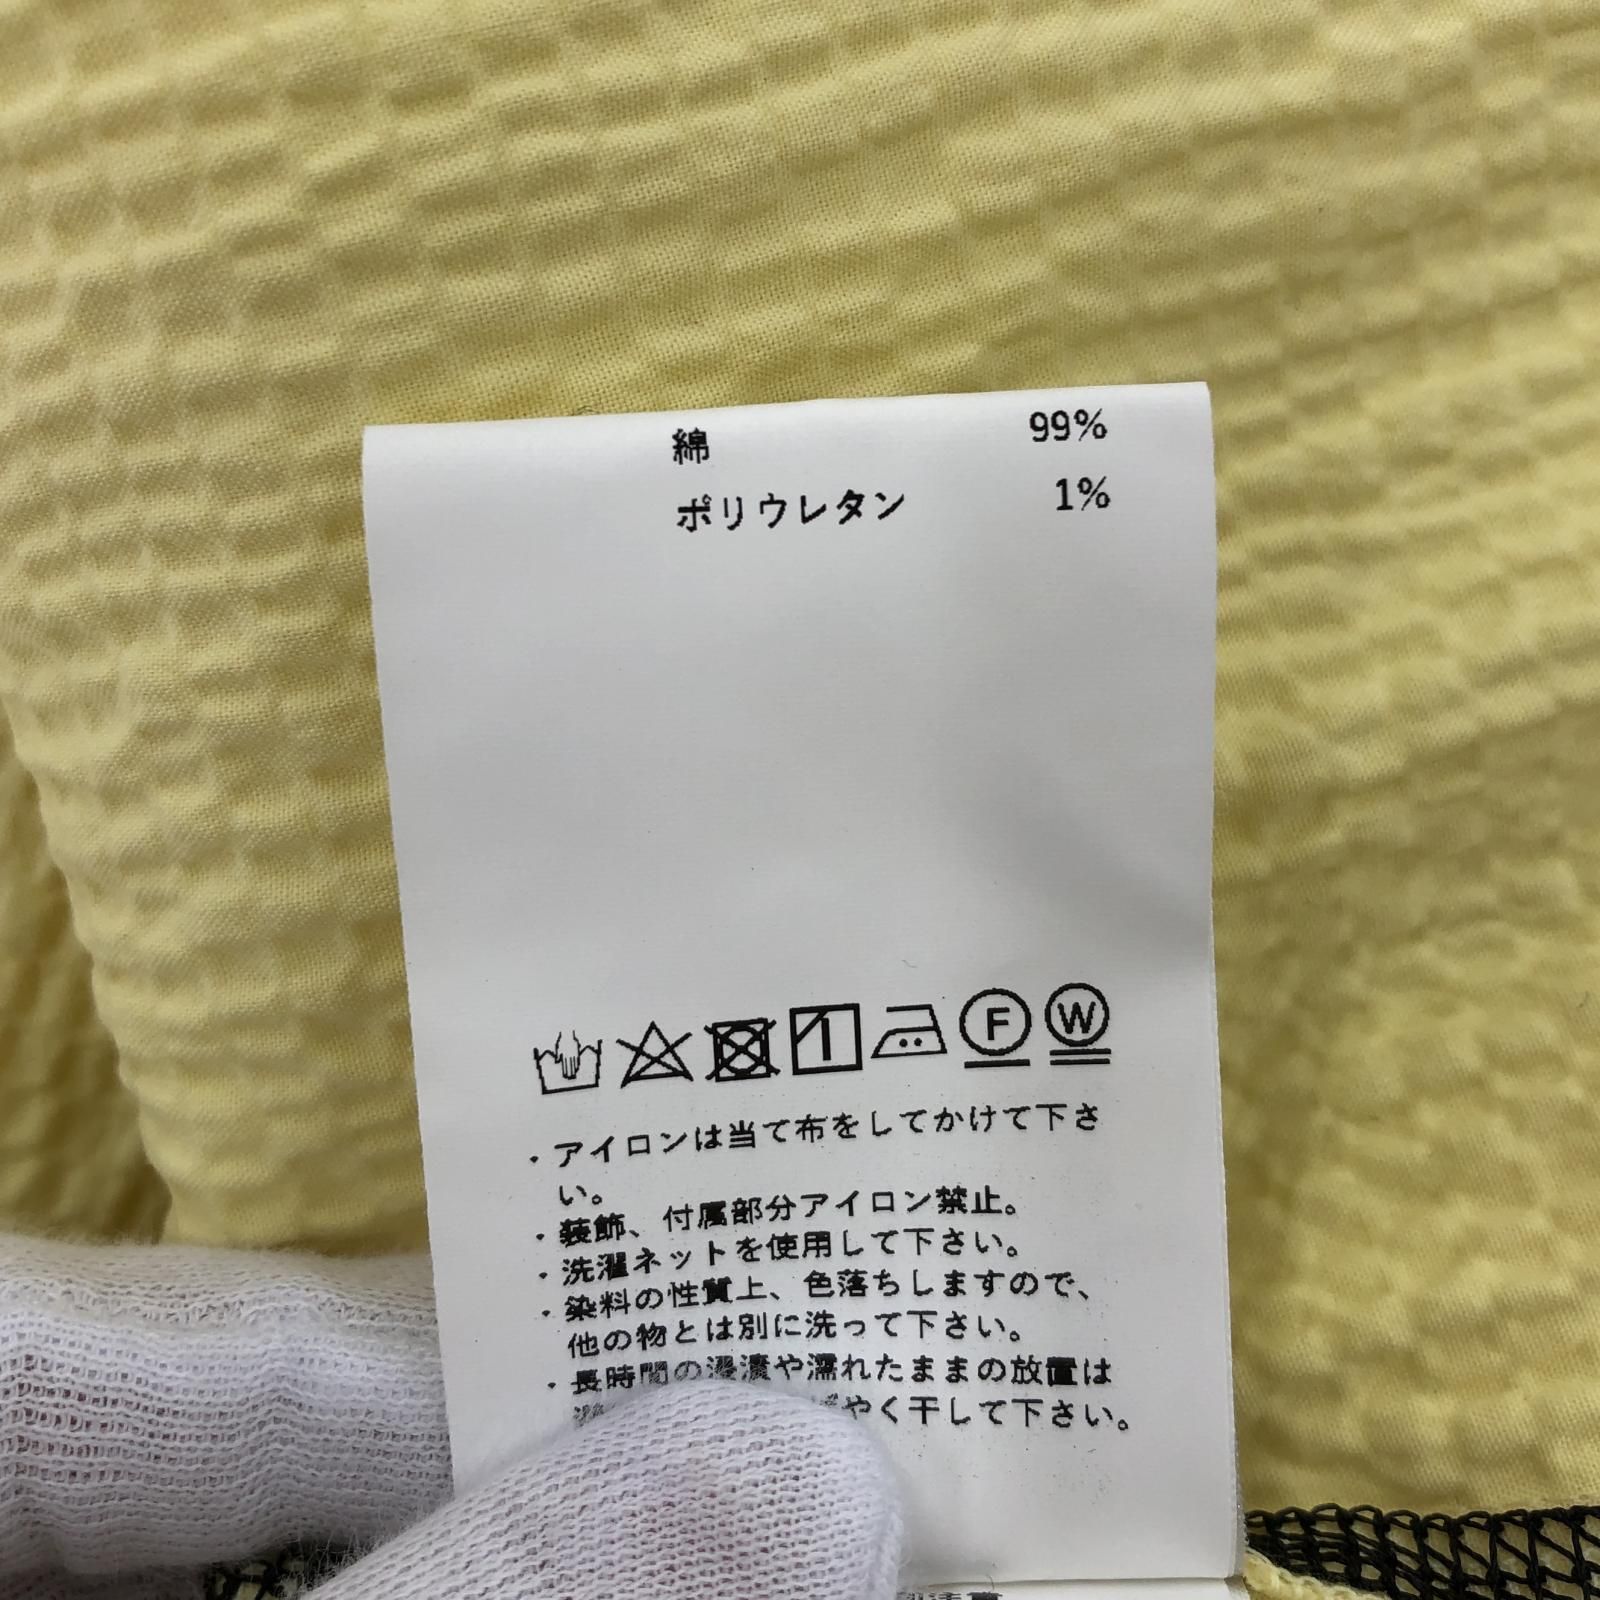 綿 99%
ポリウレタン 1%
F W
・アイロンは当て布をしてかけて下さ
い。
・装飾、付属部分アイロン禁止。
・洗濯ネットを使用して下さい。
・染料の性質上、色落ちしますので、
他の物とは別に洗って下さい。
・長時間の浸漬や濡れたままの放置は
やく干して下さい。